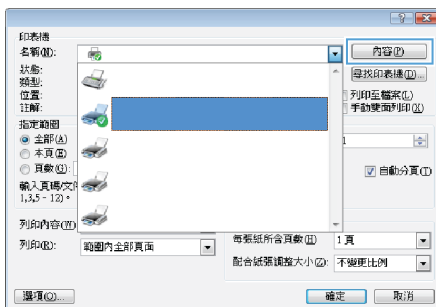 印表機
名稱(N):
內容(P)
狀態:
尋找印表機(D)...
類型:
位置:
列印至檔案(L)
註解:
手動雙面列印(X)
指定範圍
全部(A)
1
本頁(E)
頁數(G):
自動分頁(T)
輸入頁碼/文件
1,3,5 - 12)。
列印內容(W)
列印(R):
範圍內全部頁面
每張紙所含頁數(H)
1 頁
配合紙張調整大小(Z):
不變更比例
選項(O)...
確定
取消